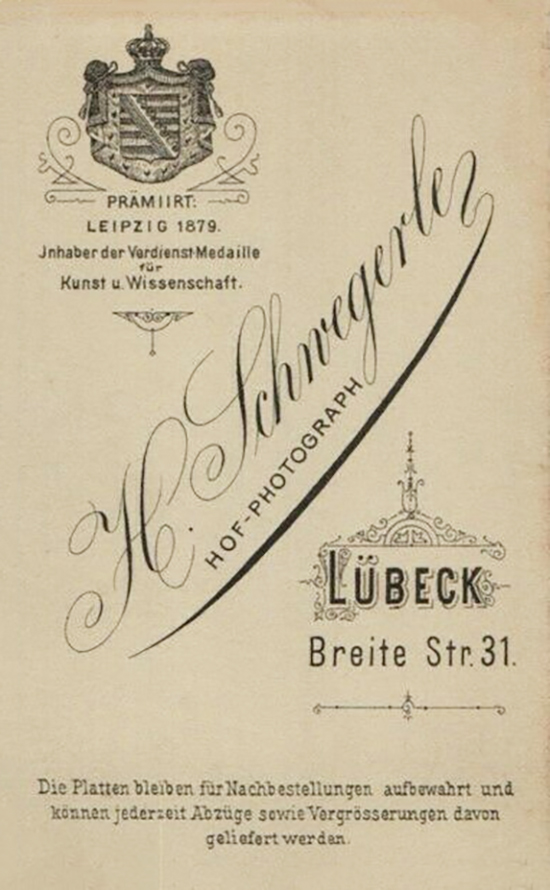 PRÄMIIRT:
LEIPZIG 1879.
Jnhaber der Verdienst-Medaille
für
Kunst u. Wissenschaft.
H. Schwegerle
HOF-PHOTOGRAPH
LÜBECK
Breite Str. 31.
Die Platten bleiben für Nachbestellungen aufbewahrt und
können jederzeit Abzüge sowie Vergrösserungen davon
geliefert werden.